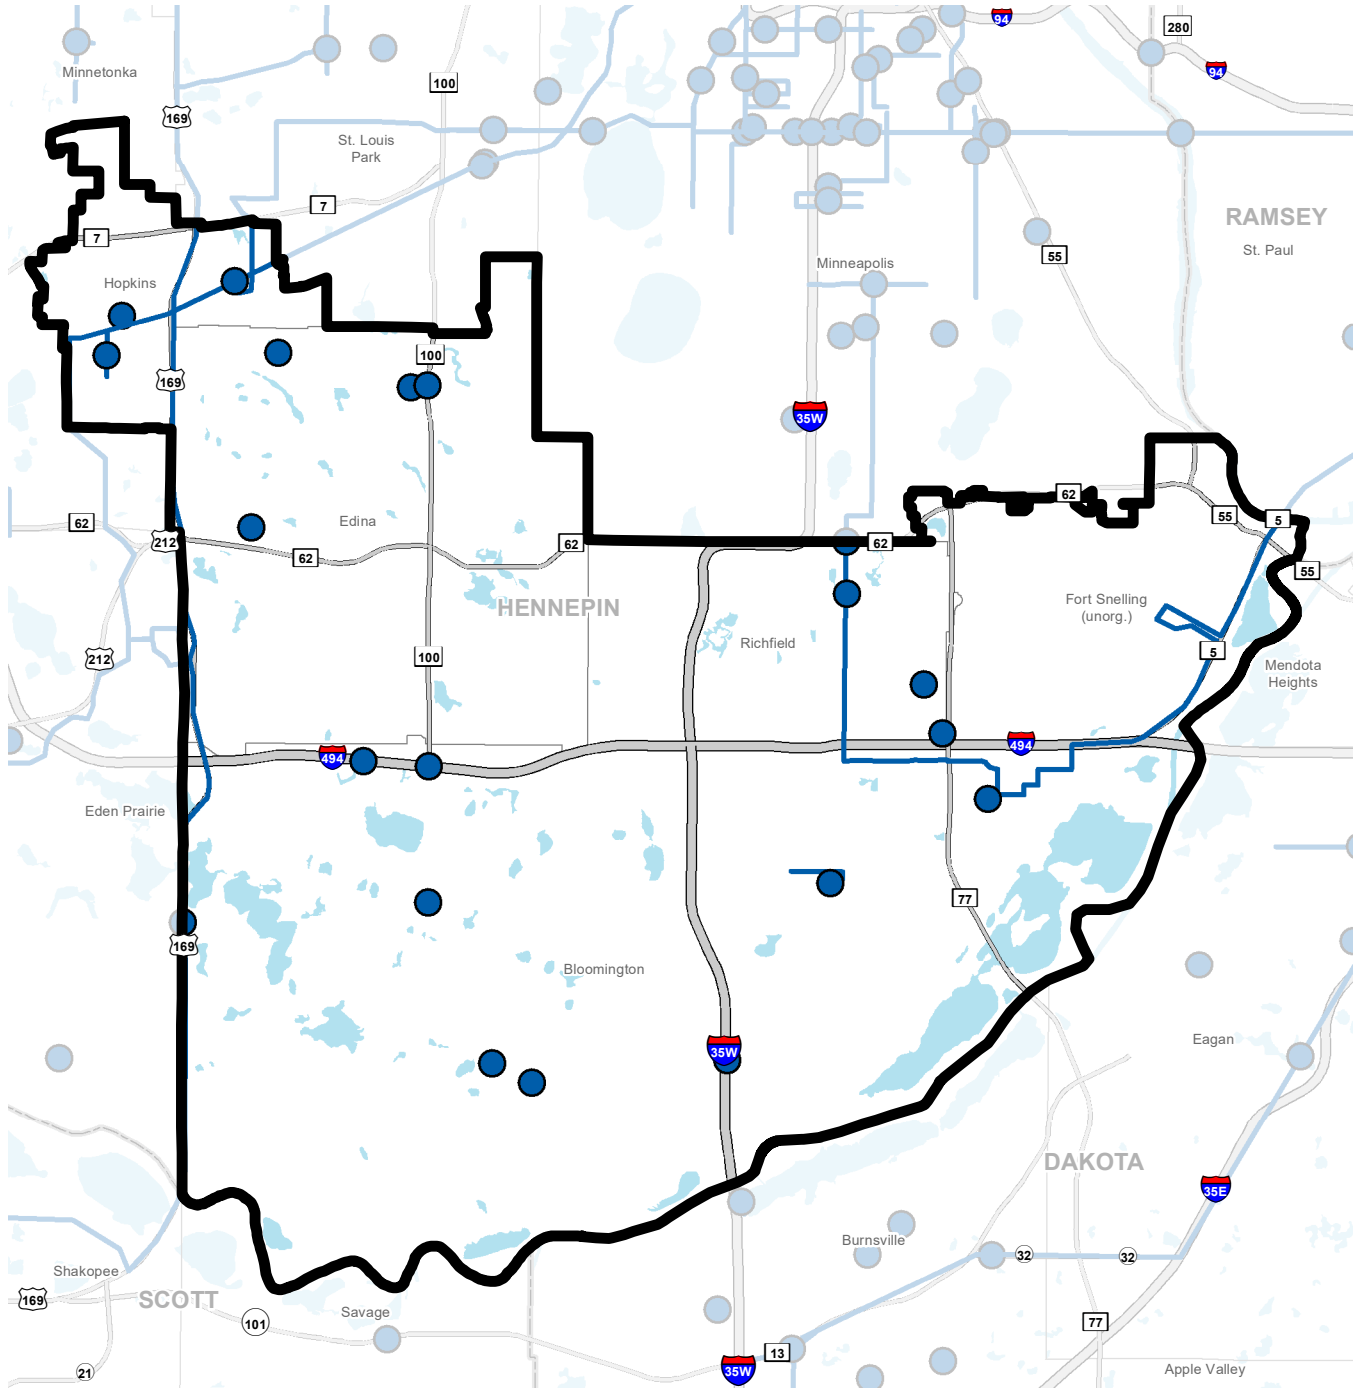 94
280
Minnetonka
94
100
169
St. Louis
Park
7
RAMSEY
7
St. Paul
55
Minneapolis
Hopkins
100
169
35W
62
55
5
62
Edina
212
62
62
62
55
HENNEPIN
Fort Snelling
(unorg.)
Richfield
100
212
5
Mendota
Heights
494
494
Eden Prairie
77
169
Bloomington
Eagan
35W
DAKOTA
35E
Burnsville
32
32
Shakopee
169
SCOTT
Savage
101
77
13
35W
21
Apple Valley